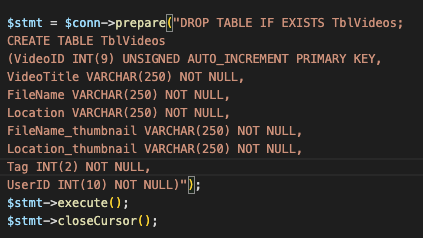 $stmt = $conn->prepare("DROP TABLE IF EXISTS TblVideos;
CREATE TABLE TblVideos
(VideoID INT(9) UNSIGNED AUTO_INCREMENT PRIMARY KEY,
VideoTitle VARCHAR(250) NOT NULL,
FileName VARCHAR(250) NOT NULL,
Location VARCHAR(250) NOT NULL,
FileName_thumbnail VARCHAR(250) NOT NULL,
Location_thumbnail VARCHAR(250) NOT NULL,
Tag INT(2) NOT NULL,
UserID INT(10) NOT NULL)");
$stmt->execute();
$stmt->closeCursor();